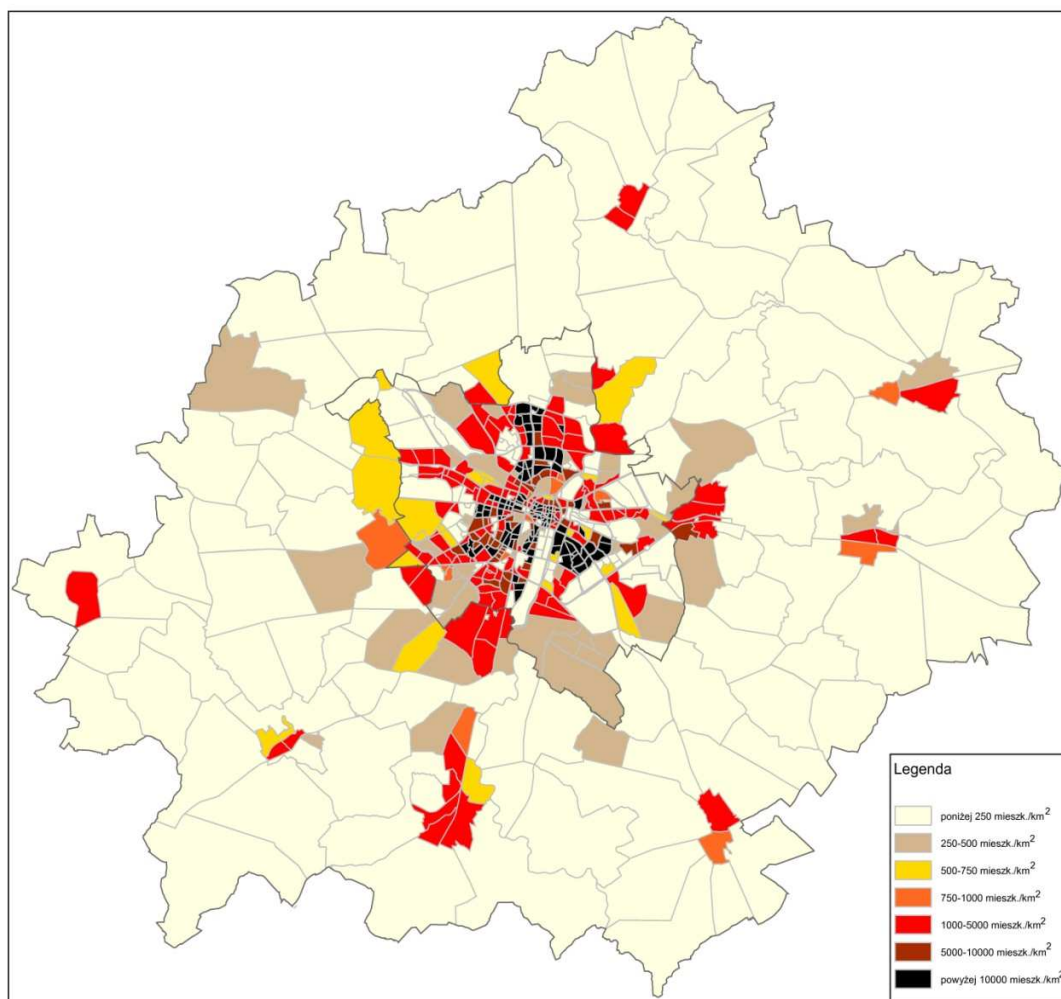 Legenda
poniżej 250 mieszk./km²
250-500 mieszk./km²
500-750 mieszk./km²
750-1000 mieszk./km²
1000-5000 mieszk./km²
5000-10000 mieszk./km²
powyżej 10000 mieszk./km²